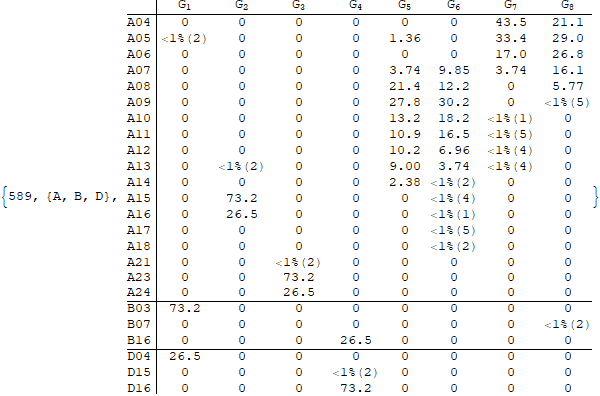 G1 G2 G3 G4 G5 G6 G7 G8
A04 0 0 0 0 0 0 43.5 21.1
A05 <1%(2) 0 0 0 1.36 0 33.4 29.0
A06 0 0 0 0 0 0 17.0 26.8
A07 0 0 0 0 3.74 9.85 3.74 16.1
A08 0 0 0 0 21.4 12.2 0 5.77
A09 0 0 0 0 27.8 30.2 0 <1%(5)
A10 0 0 0 0 13.2 18.2 <1%(1) 0
A11 0 0 0 0 10.9 16.5 <1%(5) 0
A12 0 0 0 0 10.2 6.96 <1%(4) 0
A13 0 <1%(2) 0 0 9.00 3.74 <1%(4) 0
A14 0 0 0 0 2.38 <1%(2) 0 0
{589, {A, B, D}, A15 0 73.2 0 0 0 <1%(4) 0 0 }
A16 0 26.5 0 0 0 <1%(1) 0 0
A17 0 0 0 0 0 <1%(5) 0 0
A18 0 0 0 0 0 <1%(2) 0 0
A21 0 0 <1%(2) 0 0 0 0 0
A23 0 0 73.2 0 0 0 0 0
A24 0 0 26.5 0 0 0 0 0
B03 73.2 0 0 0 0 0 0 0
B07 0 0 0 0 0 0 0 <1%(2)
B16 0 0 0 26.5 0 0 0 0
D04 26.5 0 0 0 0 0 0 0
D15 0 0 0 <1%(2) 0 0 0 0
D16 0 0 0 73.2 0 0 0 0